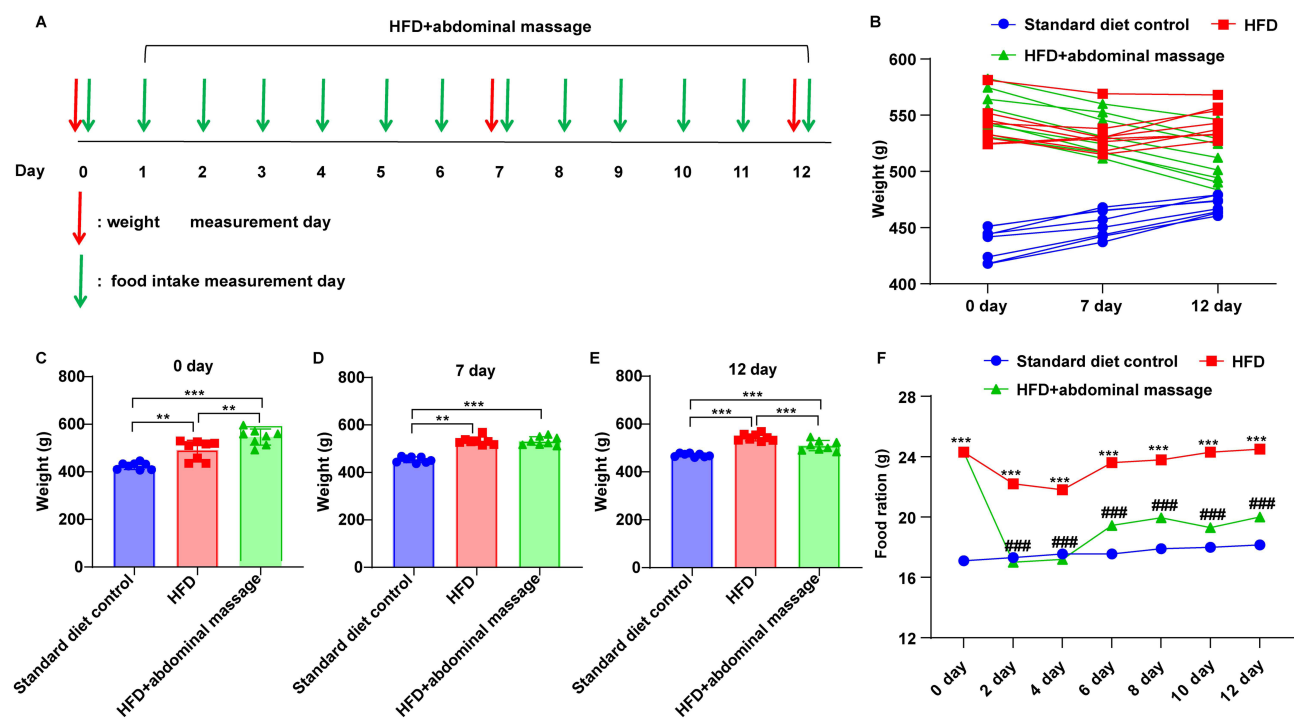 A
HFD+abdominal massage
Day 0 1 2 3 4 5 6 7 8 9 10 11 12
: weight measurement day
: food intake measurement day
B
Standard diet control HFD
HFD+abdominal massage
Weight (g)
600
550
500
450
400
0 day 7 day 12 day
C
0 day
Weight (g)
800
600
400
200
0
***
** **
Standard diet control
HFD
HFD+abdominal massage
D
7 day
Weight (g)
800
600
400
200
0
***
**
Standard diet control
HFD
HFD+abdominal massage
E
12 day
Weight (g)
800
600
400
200
0
***
*** ***
Standard diet control
HFD
HFD+abdominal massage
F
Standard diet control HFD
HFD+abdominal massage
Food ration (g)
28
24
20
16
12
*** *** *** *** *** *** ***
### ### ### ### ### ###
0 day 2 day 4 day 6 day 8 day 10 day 12 day